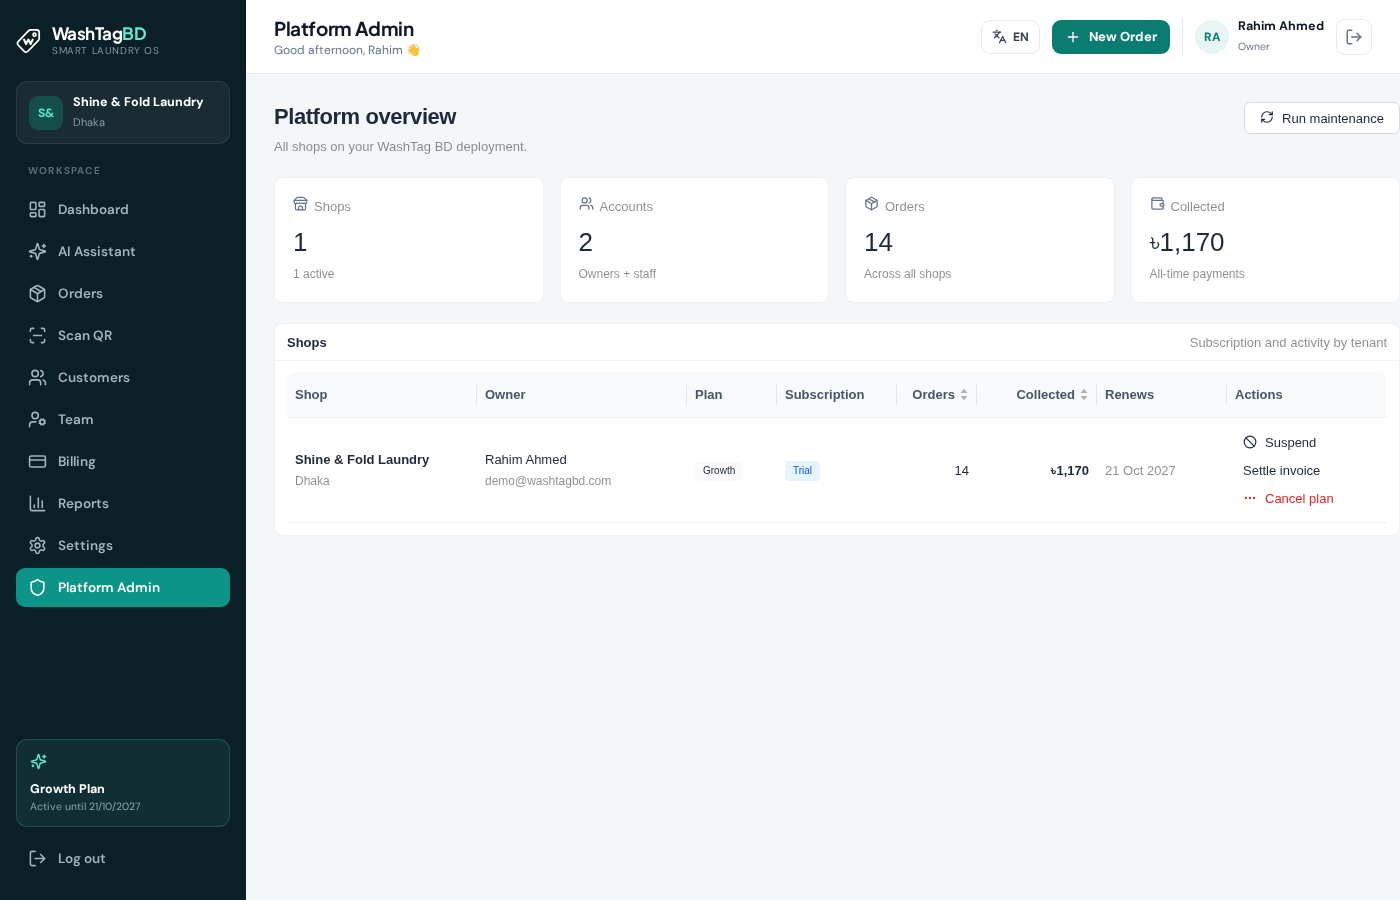 WashTagBD
SMART LAUNDRY OS
S&
Shine & Fold Laundry
Dhaka
WORKSPACE
Dashboard
AI Assistant
Orders
Scan QR
Customers
Team
Billing
Reports
Settings
Platform Admin
Growth Plan
Active until 21/10/2027
Log out
Platform Admin
Good afternoon, Rahim 👋
EN
New Order
RA
Rahim Ahmed
Owner
Platform overview
All shops on your WashTag BD deployment.
Run maintenance
Shops
1
1 active
Accounts
2
Owners + staff
Orders
14
Across all shops
Collected
৳1,170
All-time payments
Shops
Subscription and activity by tenant
Shop Owner Plan Subscription Orders Collected Renews Actions
Shine & Fold Laundry
Dhaka
Rahim Ahmed
demo@washtagbd.com
Growth
Trial
14
৳1,170
21 Oct 2027
Suspend
Settle invoice
Cancel plan